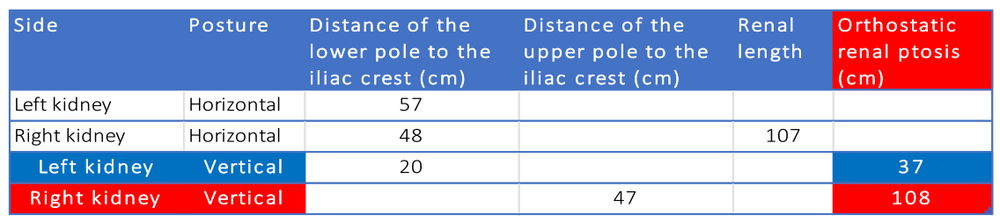 Side Posture Distance of the Distance of the Renal Orthostatic
lower pole to the upper pole to the length renal ptosis
iliac crest (cm) iliac crest (cm) (cm)
Left kidney Horizontal 57
Right kidney Horizontal 48 107
Left kidney Vertical 20 37
Right kidney Vertical 47 108